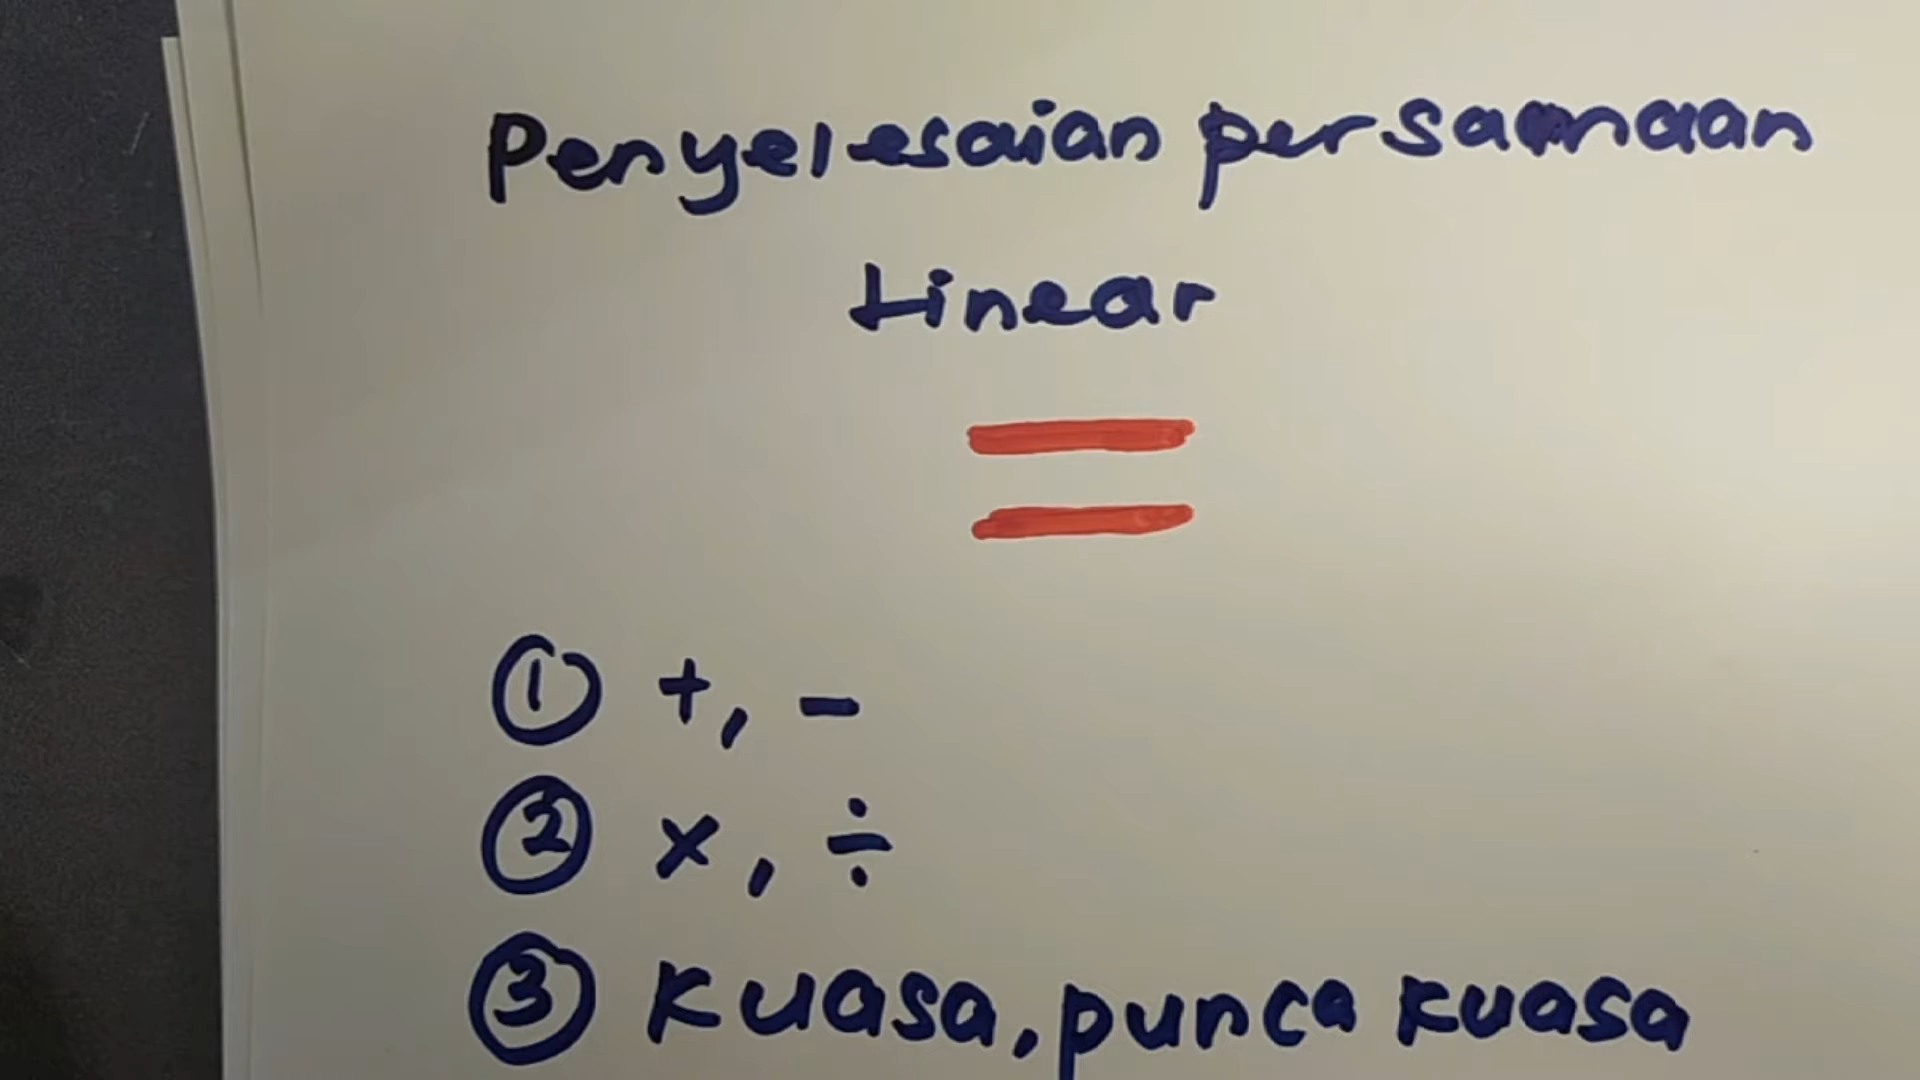 Penyelesaian persamaan
Linear
=
① +, -
② ×, ÷
③ Kuasa, punca kuasa